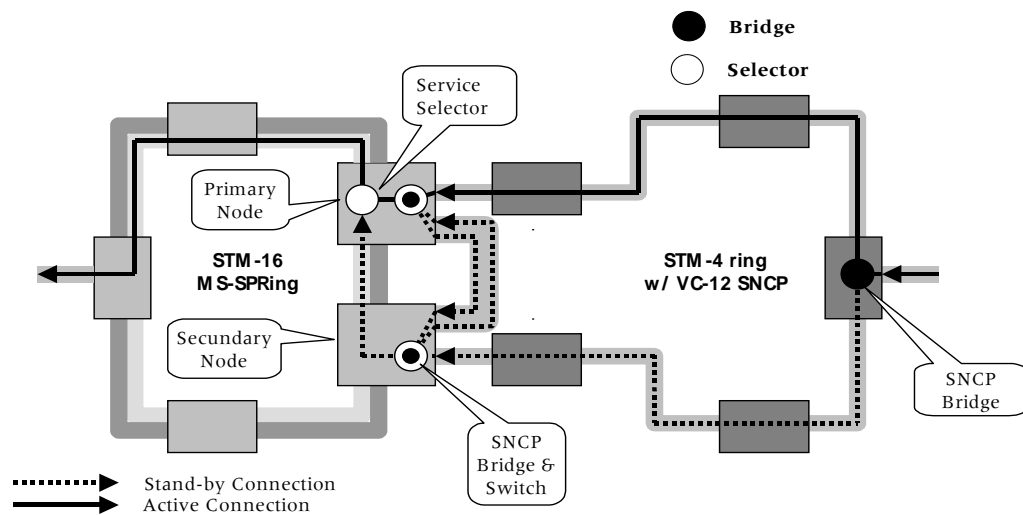 Bridge
Selector
Service
Selector
Primary
Node
STM-16
MS-SPRing
STM-4 ring
w/ VC-12 SNCP
Secundary
Node
SNCP
Bridge
SNCP
Bridge &
Switch
Stand-by Connection
Active Connection